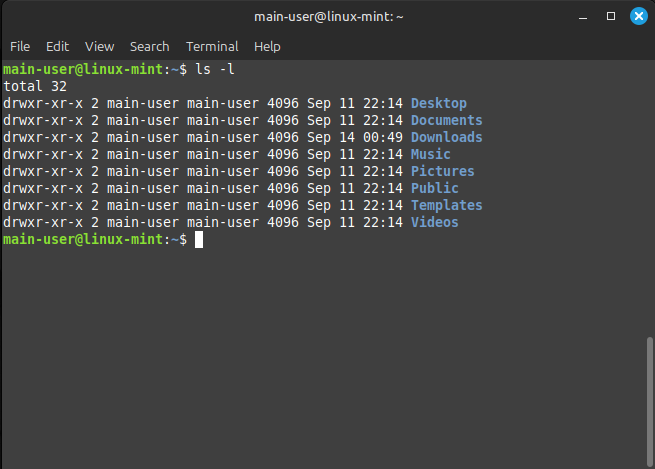 main-user@linux-mint: ~
File Edit View Search Terminal Help
main-user@linux-mint:~$ ls -l
total 32
drwxr-xr-x 2 main-user main-user 4096 Sep 11 22:14 Desktop
drwxr-xr-x 2 main-user main-user 4096 Sep 11 22:14 Documents
drwxr-xr-x 2 main-user main-user 4096 Sep 14 00:49 Downloads
drwxr-xr-x 2 main-user main-user 4096 Sep 11 22:14 Music
drwxr-xr-x 2 main-user main-user 4096 Sep 11 22:14 Pictures
drwxr-xr-x 2 main-user main-user 4096 Sep 11 22:14 Public
drwxr-xr-x 2 main-user main-user 4096 Sep 11 22:14 Templates
drwxr-xr-x 2 main-user main-user 4096 Sep 11 22:14 Videos
main-user@linux-mint:~$